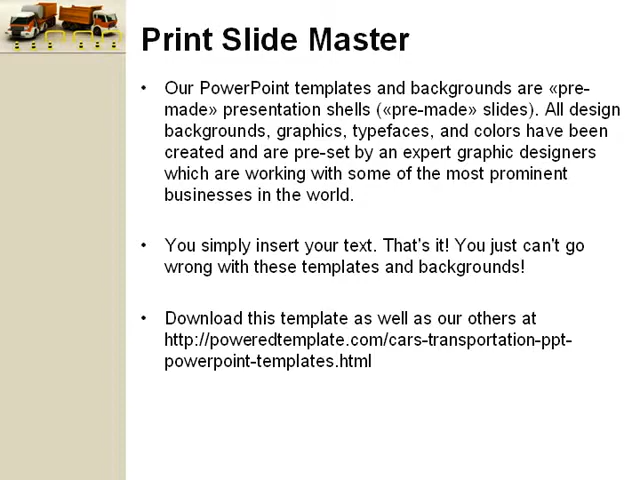 Print Slide Master
• Our PowerPoint templates and backgrounds are «pre-
made» presentation shells («pre-made» slides). All design
backgrounds, graphics, typefaces, and colors have been
created and are pre-set by an expert graphic designers
which are working with some of the most prominent
businesses in the world.
• You simply insert your text. That's it! You just can't go
wrong with these templates and backgrounds!
• Download this template as well as our others at
http://poweredtemplate.com/cars-transportation-ppt-
powerpoint-templates.html